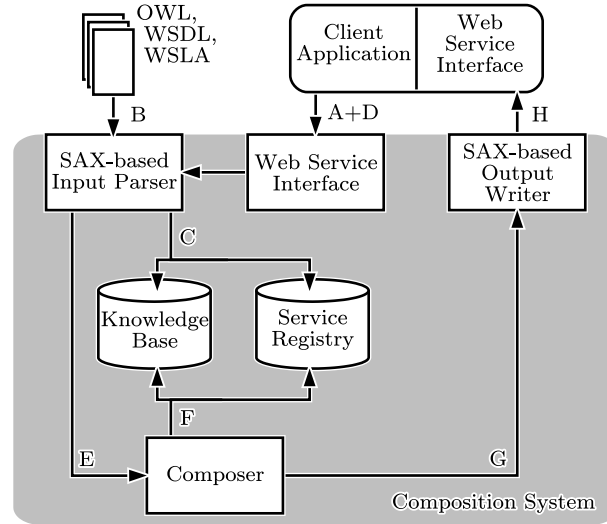 OWL,
WSDL,
WSLA
Client
Application
Web
Service
Interface
B
A+D
H
SAX-based
Input Parser
Web Service
Interface
SAX-based
Output
Writer
C
Knowledge
Base
Service
Registry
F
E
Composer
G
Composition System